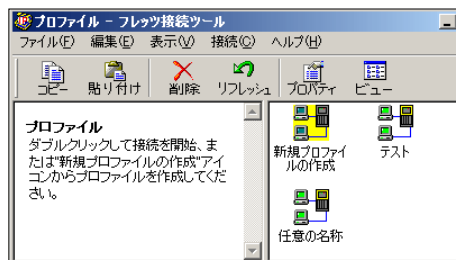 プロファイル - フレッツ接続ツール
ファイル(F) 編集(E) 表示(V) 接続(C) ヘルプ(H)
コピー 貼り付け 削除 リフレッシュ プロパティ ビュー
プロファイル
ダブルクリックして接続を開始、ま
たは"新規プロファイルの作成"アイ
コンからプロファイルを作成してくだ
さい。
新規プロファイ
ルの作成
テスト
任意の名称